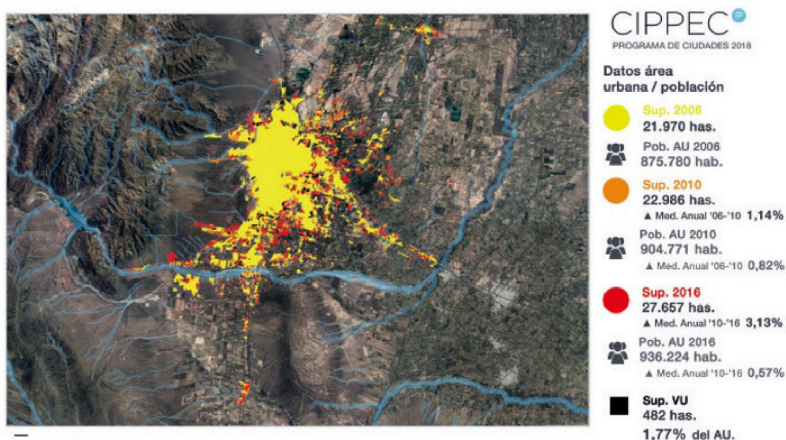 CIPPEC
PROGRAMA DE CIUDADES 2018
Datos área
urbana / población
Sup. 2006
21.970 has.
Pob. AU 2006
875.780 hab.
Sup. 2010
22.986 has.
▲ Med. Anual '06-'10 1,14%
Pob. AU 2010
904.771 hab.
▲ Med. Anual '06-'10 0,82%
Sup. 2016
27.657 has.
▲ Med. Anual '10-'16 3,13%
Pob. AU 2016
936.224 hab.
▲ Med. Anual '10-'16 0,57%
Sup. VU
482 has.
1,77% del AU.